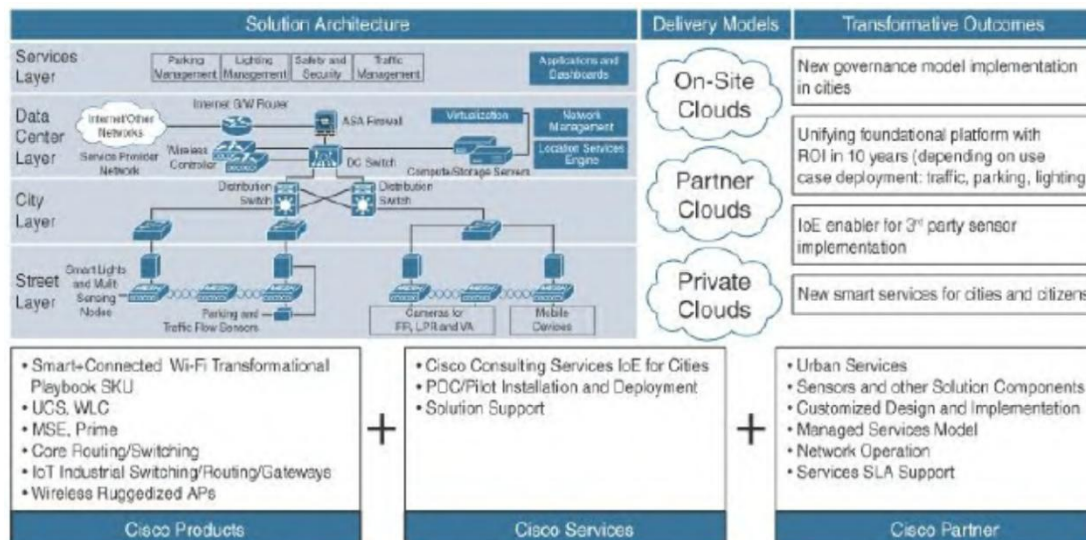 Solution Architecture
Delivery Models
Transformative Outcomes
Services
Layer
Parking
Management
Lighting
Management
Safety and
Security
Traffic
Management
Applications and
Dashboards
Data
Center
Layer
Internet/Other
Networks
Service Provider
Network
Internet G/W Router
Wireless
Controller
ASA Firewall
DC Switch
Virtualization
Compute/Storage Servers
Network
Management
Location Services
Engine
City
Layer
Distribution
Switch
Distribution
Switch
Street
Layer
Smart Lights
and Multi-
Sensing
Nodes
Parking and
Traffic Flow Sensors
Cameras for
FR, LPR and VA
Mobile
Devices
On-Site
Clouds
Partner
Clouds
Private
Clouds
New governance model implementation
in cities
Unifying foundational platform with
ROI in 10 years (depending on use
case deployment: traffic, parking, lighting
IoE enabler for 3rd party sensor
implementation
New smart services for cities and citizens
• Smart+Connected Wi-Fi Transformational
Playbook SKU
• UCS, WLC
• MSE, Prime
• Core Routing/Switching
• IoT Industrial Switching/Routing/Gateways
• Wireless Ruggedized APs
Cisco Products
+
• Cisco Consulting Services IoE for Cities
• POC/Pilot Installation and Deployment
• Solution Support
Cisco Services
+
• Urban Services
• Sensors and other Solution Components
• Customized Design and Implementation
• Managed Services Model
• Network Operation
• Services SLA Support
Cisco Partner